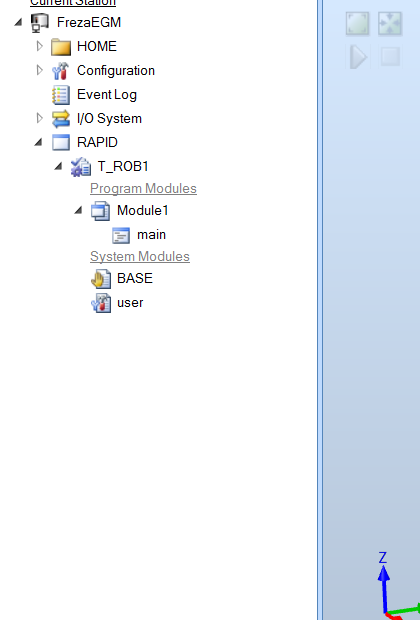 Current Station
FrezaEGM
HOME
Configuration
Event Log
I/O System
RAPID
T_ROB1
Program Modules
Module1
main
System Modules
BASE
user
Z